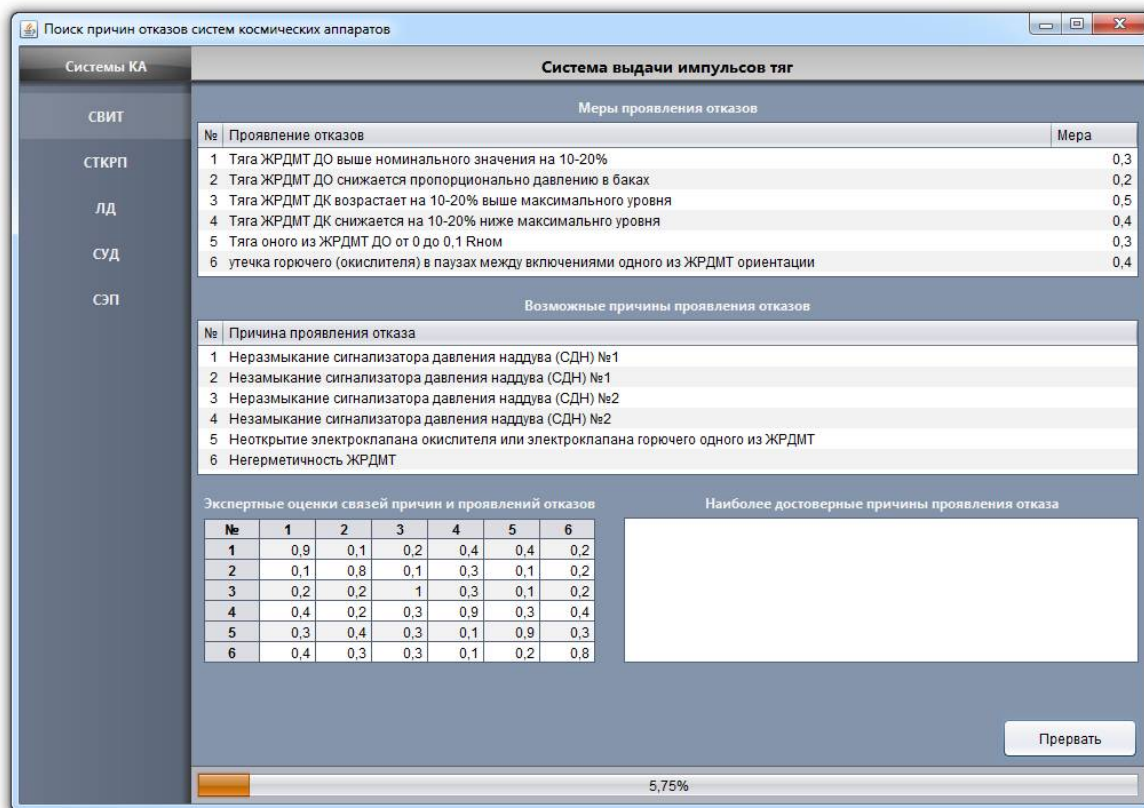 Поиск причин отказов систем космических аппаратов
Системы КА
Система выдачи импульсов тяг
СВИТ
СТКРП
ЛД
СУД
СЭП
Меры проявления отказов
№ Проявление отказов Мера
1 Тяга ЖРДМТ ДО выше номинального значения на 10-20% 0,3
2 Тяга ЖРДМТ ДО снижается пропорционально давлению в баках 0,2
3 Тяга ЖРДМТ ДК возрастает на 10-20% выше максимального уровня 0,5
4 Тяга ЖРДМТ ДК снижается на 10-20% ниже максимальнго уровня 0,4
5 Тяга оного из ЖРДМТ ДО от 0 до 0,1 Rном 0,3
6 утечка горючего (окислителя) в паузах между включениями одного из ЖРДМТ ориентации 0,4
Возможные причины проявления отказов
№ Причина проявления отказа
1 Неразмыкание сигнализатора давления наддува (СДН) №1
2 Незамыкание сигнализатора давления наддува (СДН) №1
3 Неразмыкание сигнализатора давления наддува (СДН) №2
4 Незамыкание сигнализатора давления наддува (СДН) №2
5 Неоткрытие электроклапана окислителя или электроклапана горючего одного из ЖРДМТ
6 Негерметичность ЖРДМТ
Экспертные оценки связей причин и проявлений отказов
№ 1 2 3 4 5 6
1 0,9 0,1 0,2 0,4 0,4 0,2
2 0,1 0,8 0,1 0,3 0,1 0,2
3 0,2 0,2 1 0,3 0,1 0,2
4 0,4 0,2 0,3 0,9 0,3 0,4
5 0,3 0,4 0,3 0,1 0,9 0,3
6 0,4 0,3 0,3 0,1 0,2 0,8
Наиболее достоверные причины проявления отказа
Прервать
5,75%